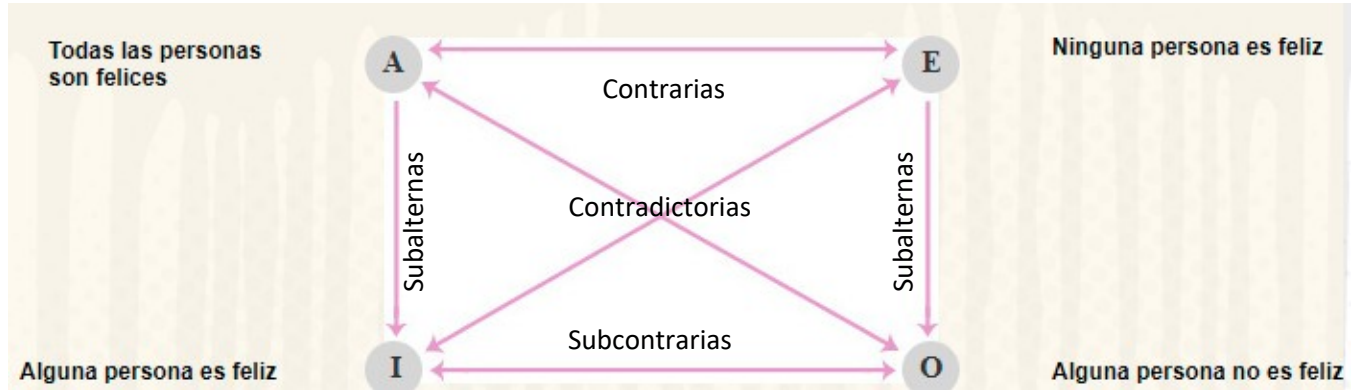 Todas las personas
son felices
A
E
Ninguna persona es feliz
Contrarias
Subalternas
Contradictorias
Subalternas
Subcontrarias
Alguna persona es feliz
I
O
Alguna persona no es feliz